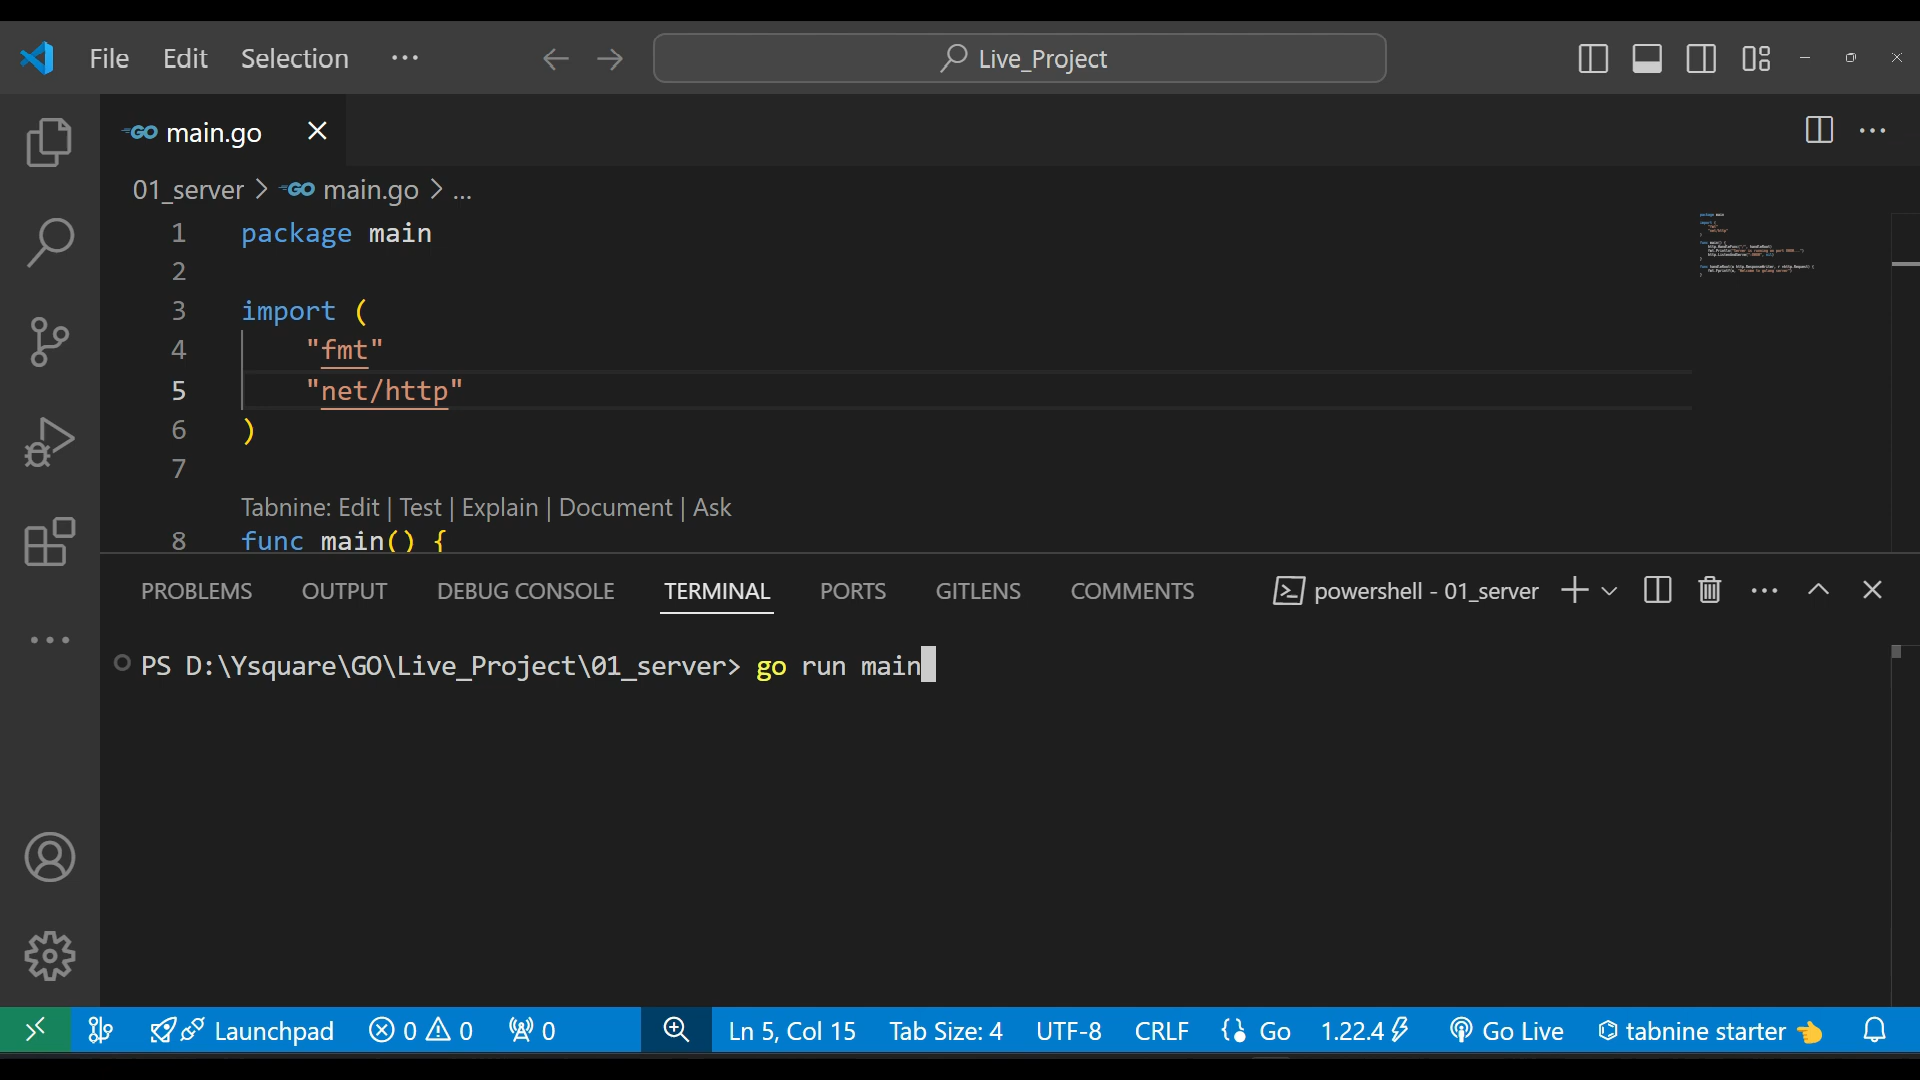 File Edit Selection ···
Live_Project
GO main.go
01_server > GO main.go > ...
1 package main
2
3 import (
4 "fmt"
5 "net/http"
6 )
7
Tabnine: Edit | Test | Explain | Document | Ask
8 func main() {
PROBLEMS OUTPUT DEBUG CONSOLE TERMINAL PORTS GITLENS COMMENTS powershell - 01_server
PS D:\Ysquare\GO\Live_Project\01_server> go run main
Launchpad 0 0 0 Ln 5, Col 15 Tab Size: 4 UTF-8 CRLF Go 1.22.4 Go Live tabnine starter